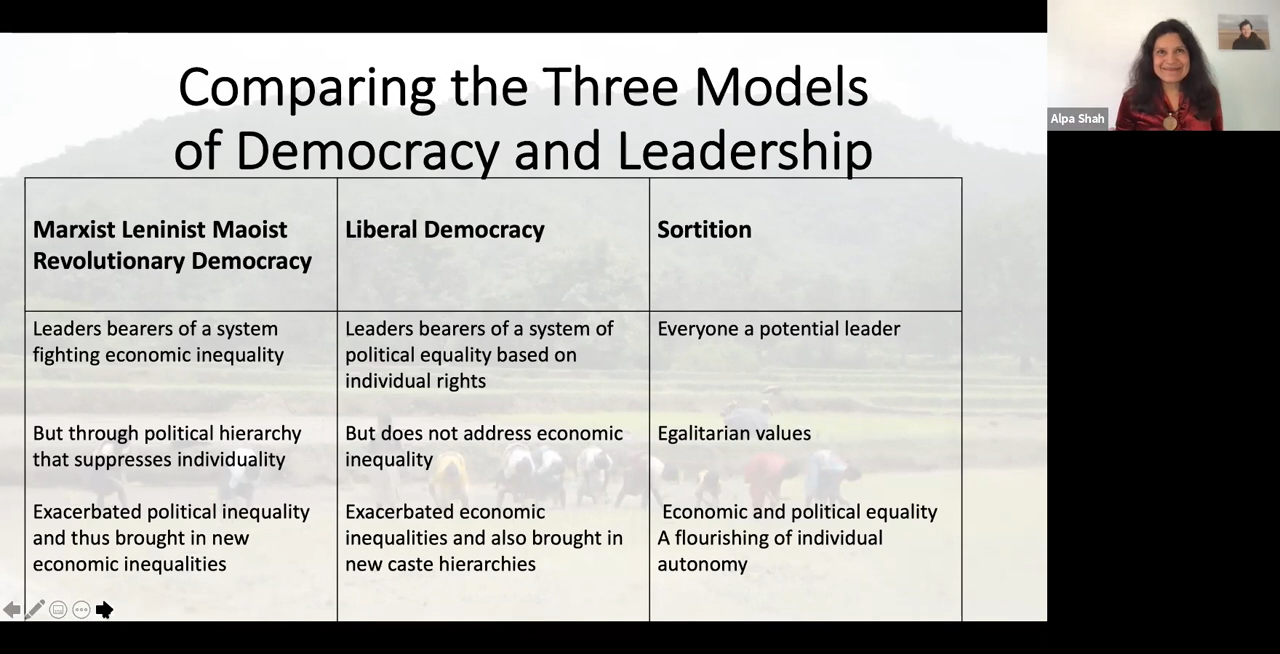 Comparing the Three Models
of Democracy and Leadership
Marxist Leninist Maoist
Revolutionary Democracy
Liberal Democracy
Sortition
Leaders bearers of a system
fighting economic inequality
Leaders bearers of a system of
political equality based on
individual rights
Everyone a potential leader
But through political hierarchy
that suppresses individuality
But does not address economic
inequality
Egalitarian values
Exacerbated political inequality
and thus brought in new
economic inequalities
Exacerbated economic
inequalities and also brought in
new caste hierarchies
Economic and political equality
A flourishing of individual
autonomy
Alpa Shah